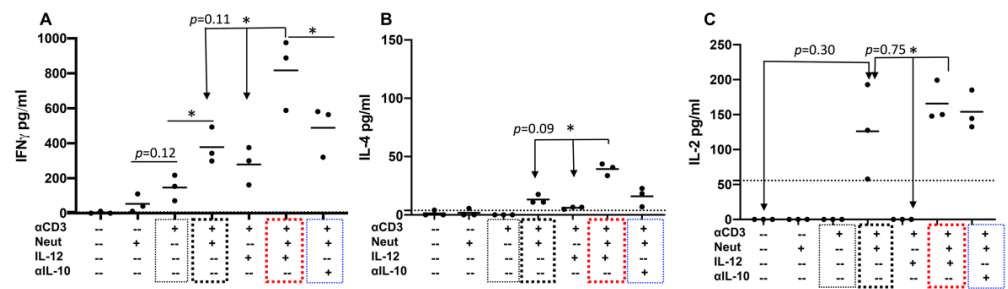 A
p=0.11
*
*
*
p=0.12
IFNγ pg/ml
1000
800
600
400
200
0
αCD3 -- -- + + + + +
Neut -- + -- + -- + +
IL-12 -- -- -- -- + + --
αIL-10 -- -- -- -- -- -- +
B
p=0.09
*
IL-4 pg/ml
150
100
50
0
αCD3 -- -- + + + + +
Neut -- + -- + -- + +
IL-12 -- -- -- -- + + --
αIL-10 -- -- -- -- -- -- +
C
p=0.30
p=0.75 *
IL-2 pg/ml
250
200
150
100
50
0
αCD3 -- -- + + + + +
Neut -- + -- + -- + +
IL-12 -- -- -- -- + + --
αIL-10 -- -- -- -- -- -- +